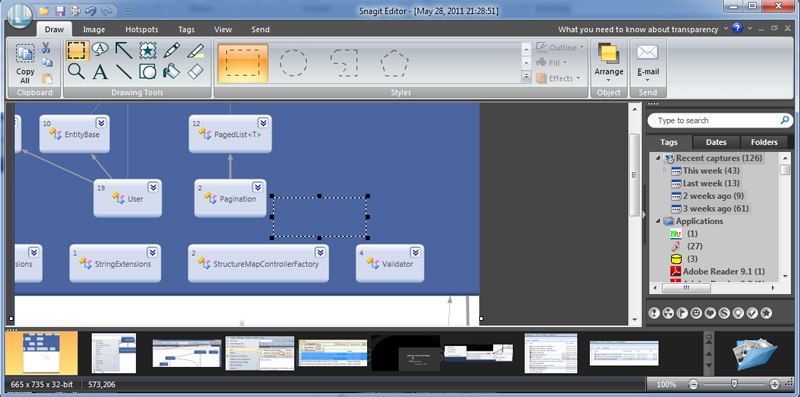 Snagit Editor - [May 28, 2011 21:28:51]
Draw Image Hotspots Tags View Send
What you need to know about transparency
Copy All
Clipboard
Drawing Tools
Outline
Fill
Effects
Styles
Arrange
Object
E-mail
Send
10 EntityBase
12 PagedList<T>
19 User
2 Pagination
1 StringExtensions
2 StructureMapControllerFactory
4 Validator
Type to search
Tags Dates Folders
Recent captures (126)
This week (43)
Last week (13)
2 weeks ago (9)
3 weeks ago (61)
Applications
(1)
(27)
(3)
Adobe Reader 9.1 (1)
665 x 735 x 32-bit
573,206
100%